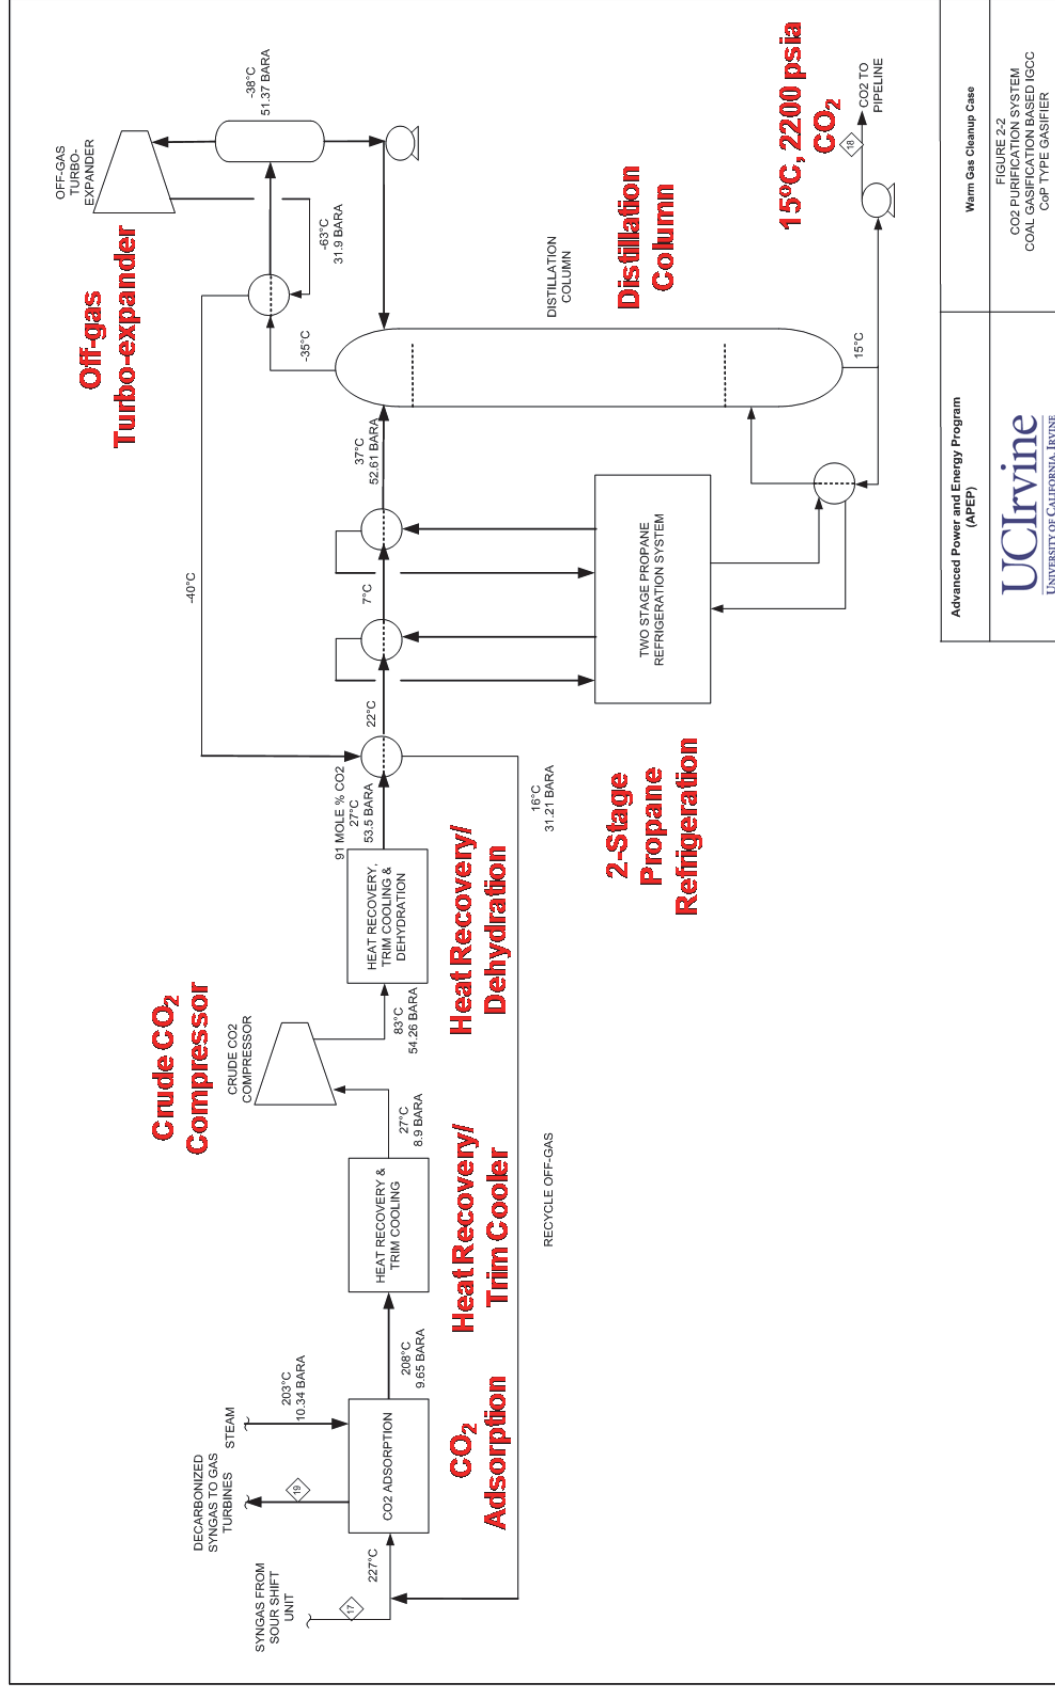 SYNGAS FROM
SOUR SHIFT
UNIT
17
227°C
DECARBONIZED
SYNGAS TO GAS
TURBINES
19
STEAM
203°C
10.34 BARA
CO2 ADSORPTION
CO2
Adsorption
208°C
9.65 BARA
HEAT RECOVERY &
TRIM COOLING
Heat Recovery/
Trim Cooler
27°C
8.9 BARA
Crude CO2
Compressor
CRUDE CO2
COMPRESSOR
83°C
54.26 BARA
HEAT RECOVERY,
TRIM COOLING &
DEHYDRATION
Heat Recovery/
Dehydration
91 MOLE % CO2
27°C
53.5 BARA
RECYCLE OFF-GAS
16°C
31.21 BARA
22°C
7°C
37°C
52.61 BARA
-40°C
TWO STAGE PROPANE
REFRIGERATION SYSTEM
2-Stage
Propane
Refrigeration
Off-gas
Turbo-expander
OFF-GAS
TURBO-
EXPANDER
-35°C
-63°C
31.9 BARA
-38°C
51.37 BARA
DISTILLATION
COLUMN
Distillation
Column
15°C
15°C, 2200 psia
CO2
18
CO2 TO
PIPELINE
Advanced Power and Energy Program
(APEP)
UCIrvine
UNIVERSITY OF CALIFORNIA, IRVINE
Warm Gas Cleanup Case
FIGURE 2-2
CO2 PURIFICATION SYSTEM
COAL GASIFICATION BASED IGCC
CoP TYPE GASIFIER